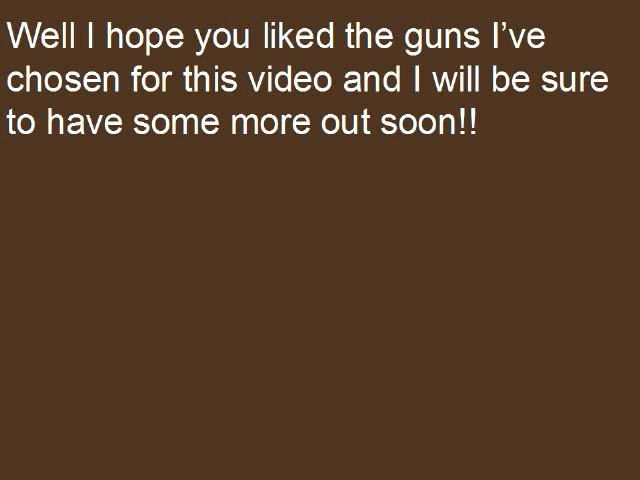 Well I hope you liked the guns I’ve
chosen for this video and I will be sure
to have some more out soon!!